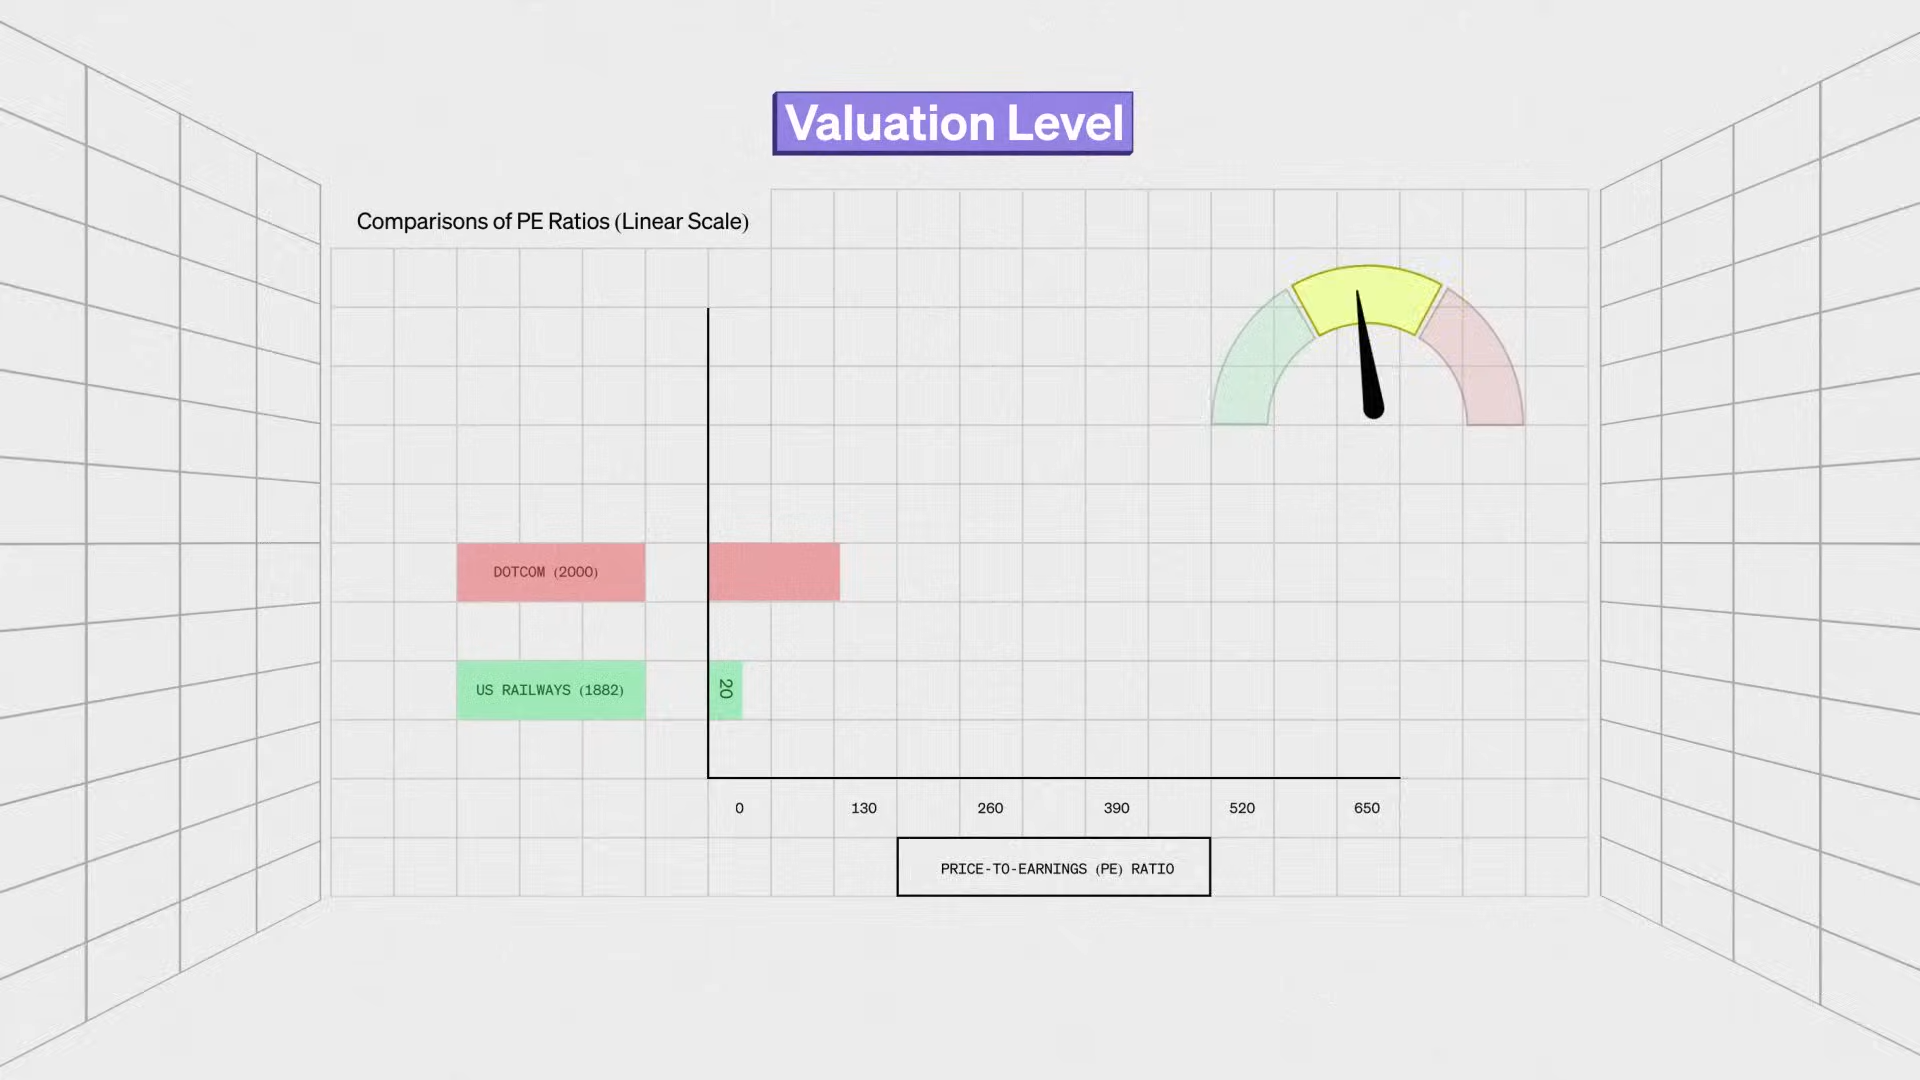 Valuation Level
Comparisons of PE Ratios (Linear Scale)
DOTCOM (2000)
US RAILWAYS (1882)
20
0 130 260 390 520 650
PRICE-TO-EARNINGS (PE) RATIO